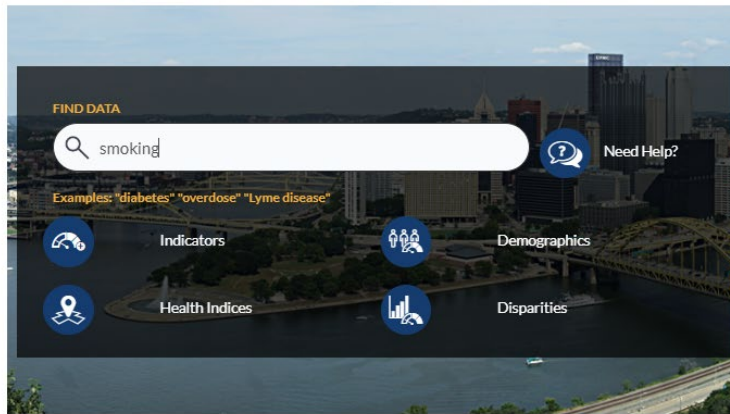 FIND DATA
smoking
Need Help?
Examples: "diabetes" "overdose" "Lyme disease"
Indicators
Demographics
Health Indices
Disparities